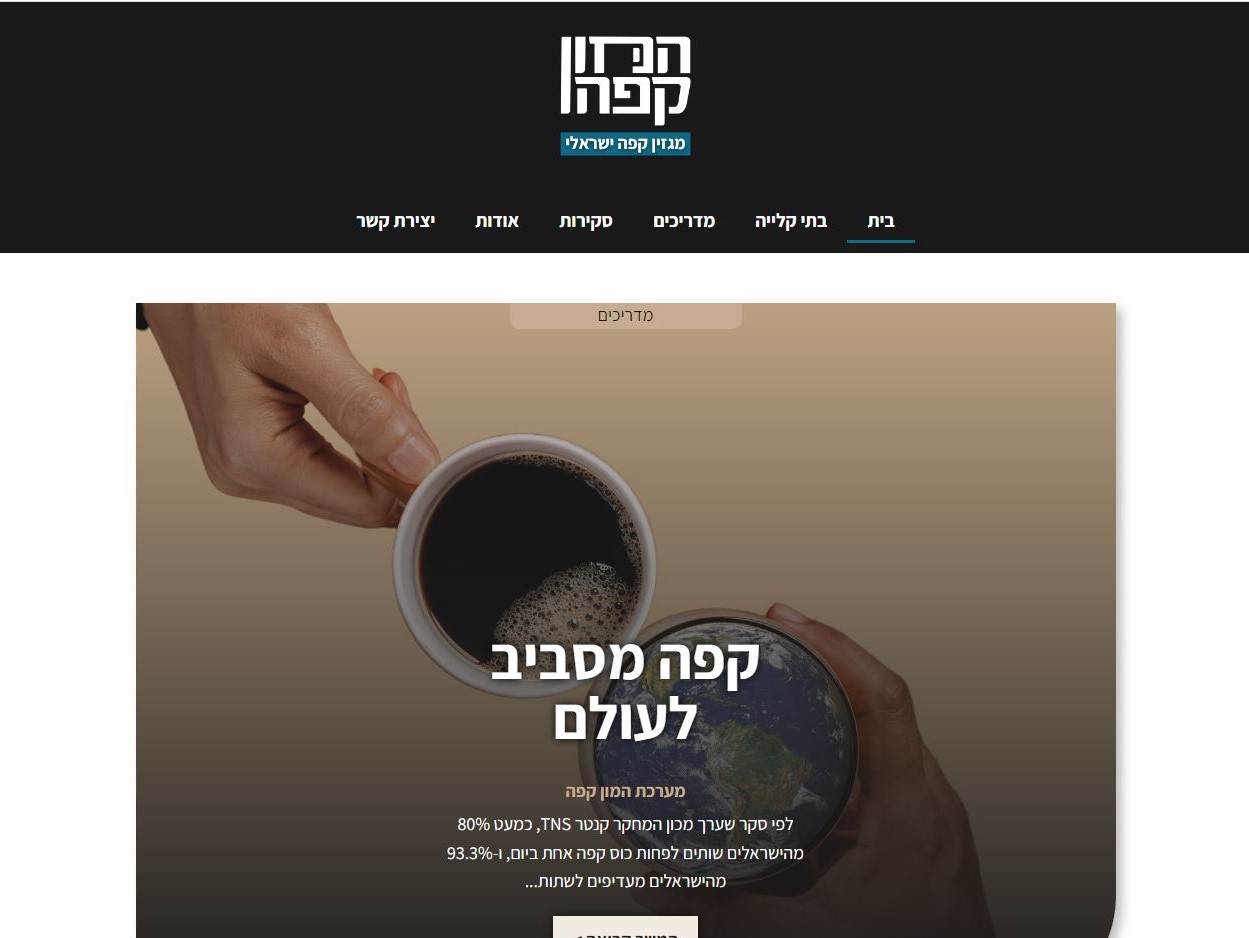 המון
קפה
מגזין קפה ישראלי
בית בתי קלייה מדריכים סקירות אודות יצירת קשר
מדריכים
קפה מסביב
לעולם
מערכת המון קפה
לפי סקר שערך מכון המחקר קנטר TNS, כמעט 80%
מהישראלים שותים לפחות כוס קפה אחת ביום, ו-93.3%
מהישראלים מעדיפים לשתות...